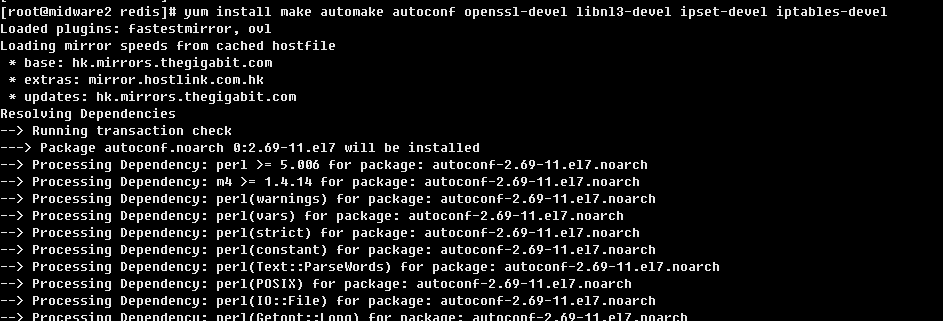 [root@midware2 redis]# yum install make automake autoconf openssl-devel libnl3-devel ipset-devel iptables-devel
Loaded plugins: fastestmirror, ovl
Loading mirror speeds from cached hostfile
 * base: hk.mirrors.thegigabit.com
 * extras: mirror.hostlink.com.hk
 * updates: hk.mirrors.thegigabit.com
Resolving Dependencies
--> Running transaction check
---> Package autoconf.noarch 0:2.69-11.el7 will be installed
--> Processing Dependency: perl >= 5.006 for package: autoconf-2.69-11.el7.noarch
--> Processing Dependency: m4 >= 1.4.14 for package: autoconf-2.69-11.el7.noarch
--> Processing Dependency: perl(warnings) for package: autoconf-2.69-11.el7.noarch
--> Processing Dependency: perl(vars) for package: autoconf-2.69-11.el7.noarch
--> Processing Dependency: perl(strict) for package: autoconf-2.69-11.el7.noarch
--> Processing Dependency: perl(constant) for package: autoconf-2.69-11.el7.noarch
--> Processing Dependency: perl(Text::ParseWords) for package: autoconf-2.69-11.el7.noarch
--> Processing Dependency: perl(POSIX) for package: autoconf-2.69-11.el7.noarch
--> Processing Dependency: perl(IO::File) for package: autoconf-2.69-11.el7.noarch
--> Processing Dependency: perl(Getopt::Long) for package: autoconf-2.69-11.el7.noarch